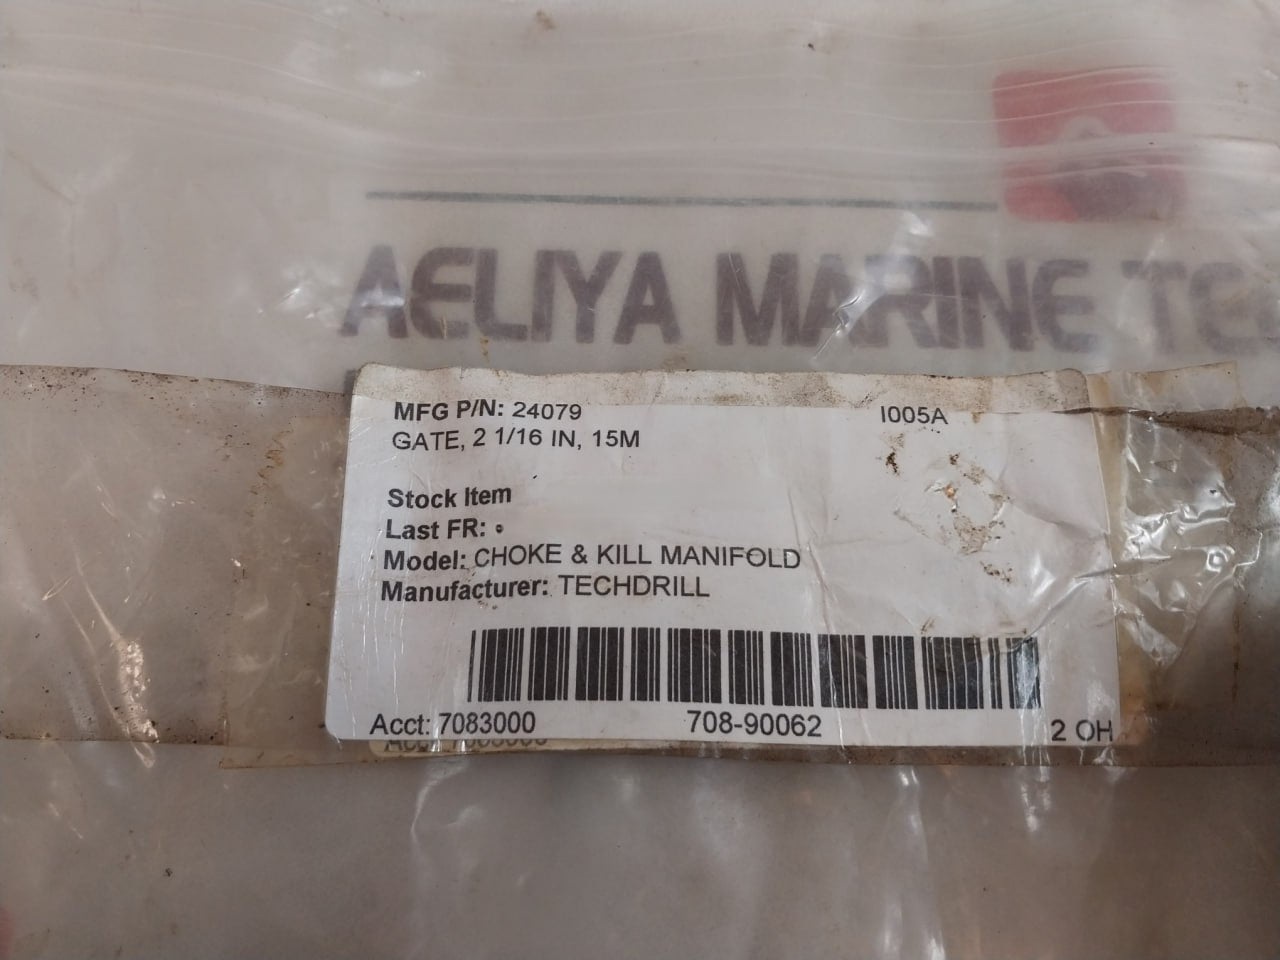 AELIYA MARINE TE
MFG P/N: 24079 I005A
GATE, 2 1/16 IN, 15M
Stock Item
Last FR:
Model: CHOKE & KILL MANIFOLD
Manufacturer: TECHDRILL
Acct: 7083000 708-90062 2 OH